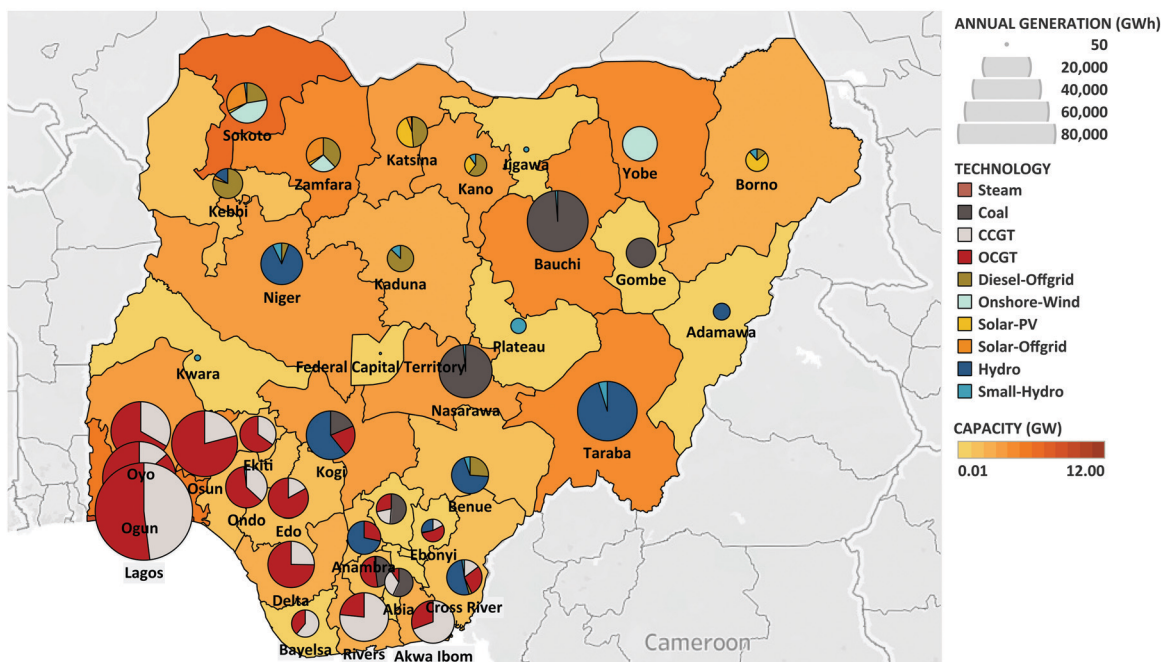 ANNUAL GENERATION (GWh)
50
20,000
40,000
60,000
80,000
TECHNOLOGY
Steam
Coal
CCGT
OCGT
Diesel-Offgrid
Onshore-Wind
Solar-PV
Solar-Offgrid
Hydro
Small-Hydro
CAPACITY (GW)
0.01
12.00
Sokoto
Zamfara
Katsina
Kano
Jigawa
Yobe
Borno
Kebbi
Niger
Kaduna
Bauchi
Gombe
Adamawa
Plateau
Kwara
Federal Capital Territory
Nasarawa
Taraba
Oyo
Osun
Ekiti
Kogi
Ogun
Ondo
Edo
Benue
Lagos
Anambra
Ebonyi
Delta
Abia
Cross River
Bayelsa
Rivers
Akwa Ibom
Cameroon